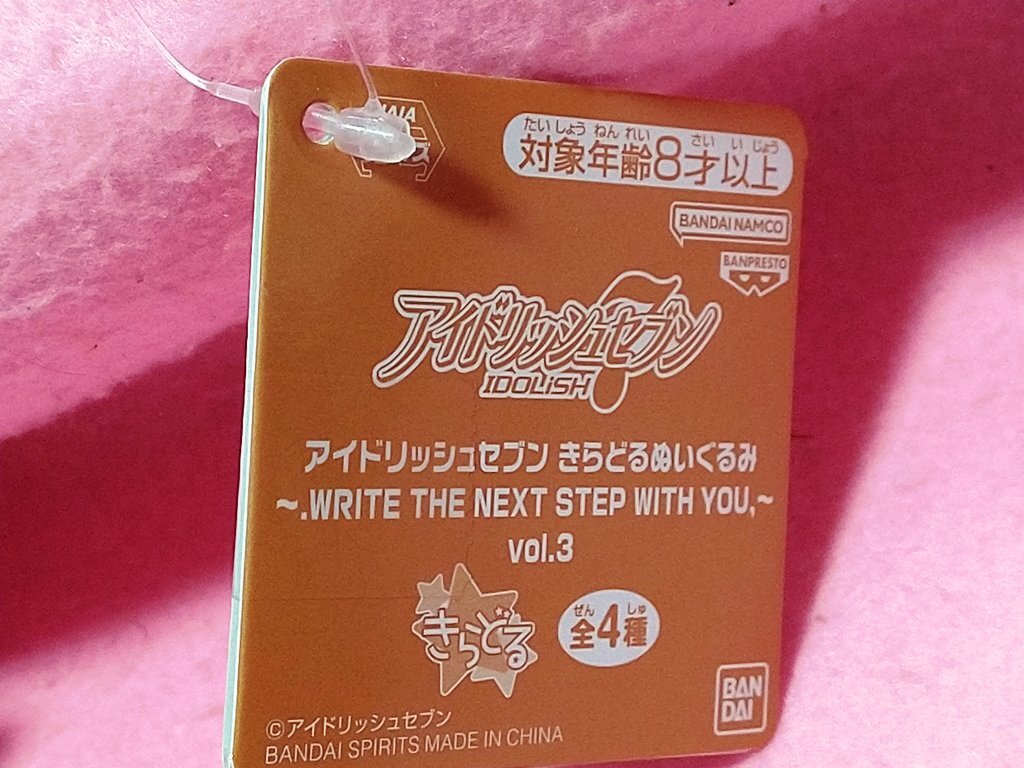 たいしょう ねんれい さい い じょう
対象年齢8才以上
BANDAI NAMCO
BANPRESTO
アイドリッシュセブン
IDOLiSH
アイドリッシュセブン きらどるぬいぐるみ
～.WRITE THE NEXT STEP WITH YOU,～
vol.3
きらどる
ぜん しゅ
全4種
BAN
DAI
©アイドリッシュセブン
BANDAI SPIRITS MADE IN CHINA